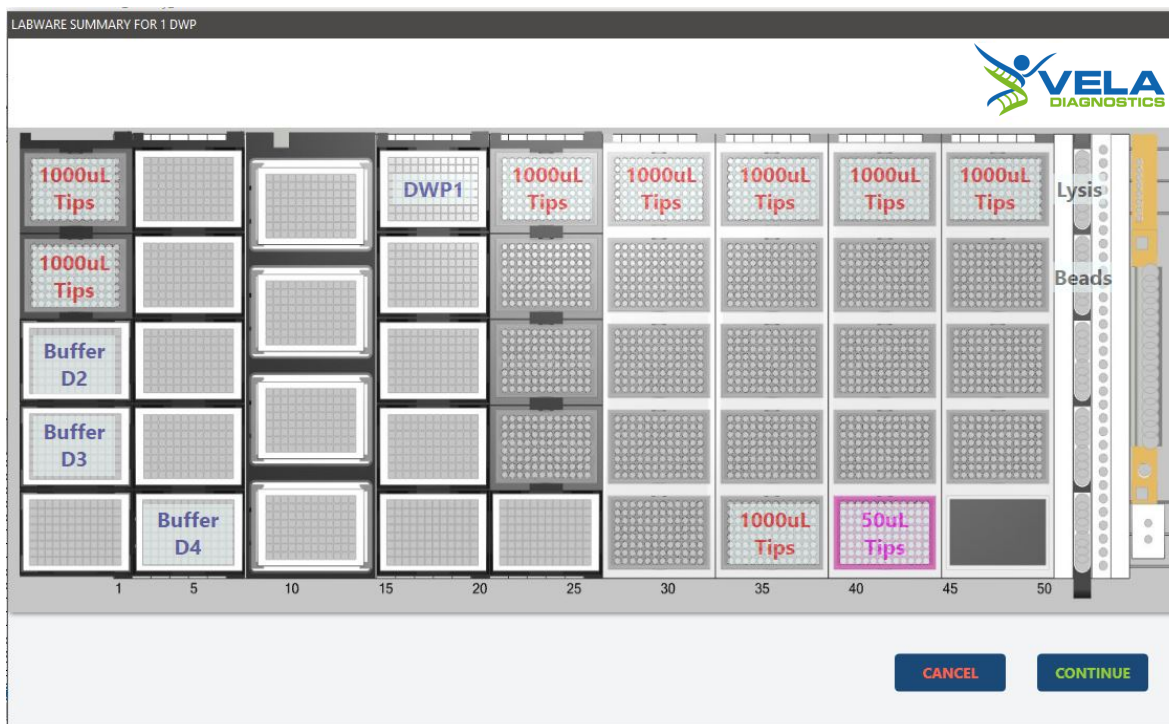 LABWARE SUMMARY FOR 1 DWP
VELA
DIAGNOSTICS
1000uL
Tips
DWP1
1000uL
Tips
1000uL
Tips
1000uL
Tips
1000uL
Tips
1000uL
Tips
Lysis
1000uL
Tips
Beads
Buffer
D2
Buffer
D3
Buffer
D4
1000uL
Tips
50uL
Tips
1 5 10 15 20 25 30 35 40 45 50
CANCEL CONTINUE